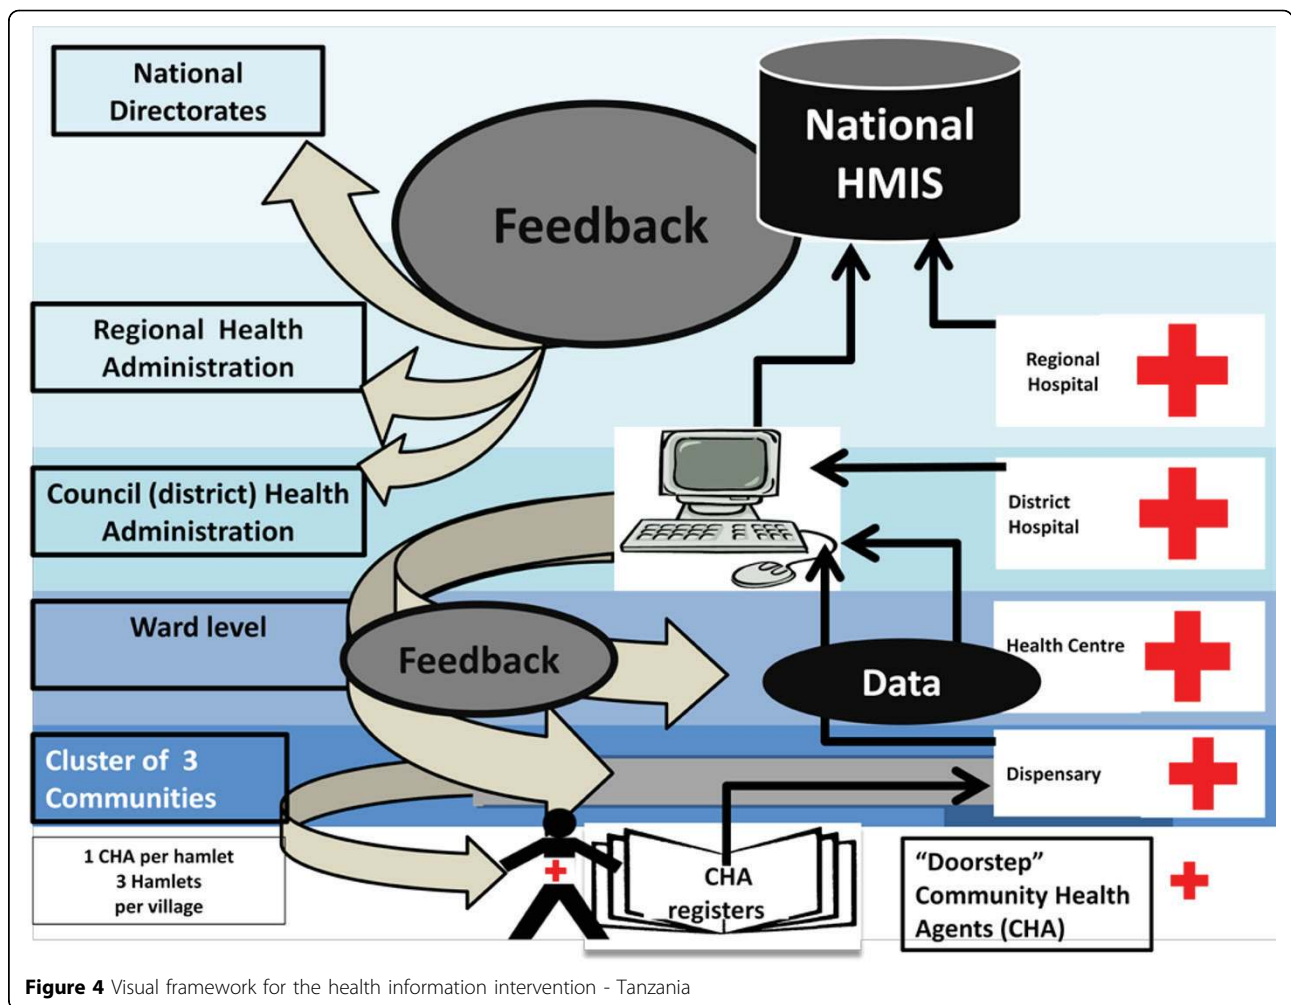 National
Directorates
National
HMIS
Feedback
Regional Health
Administration
Regional
Hospital
Council (district) Health
Administration
District
Hospital
Ward level
Feedback
Data
Health Centre
Cluster of 3
Communities
Dispensary
1 CHA per hamlet
3 Hamlets
per village
CHA
registers
“Doorstep”
Community Health
Agents (CHA)
Figure 4 Visual framework for the health information intervention - Tanzania